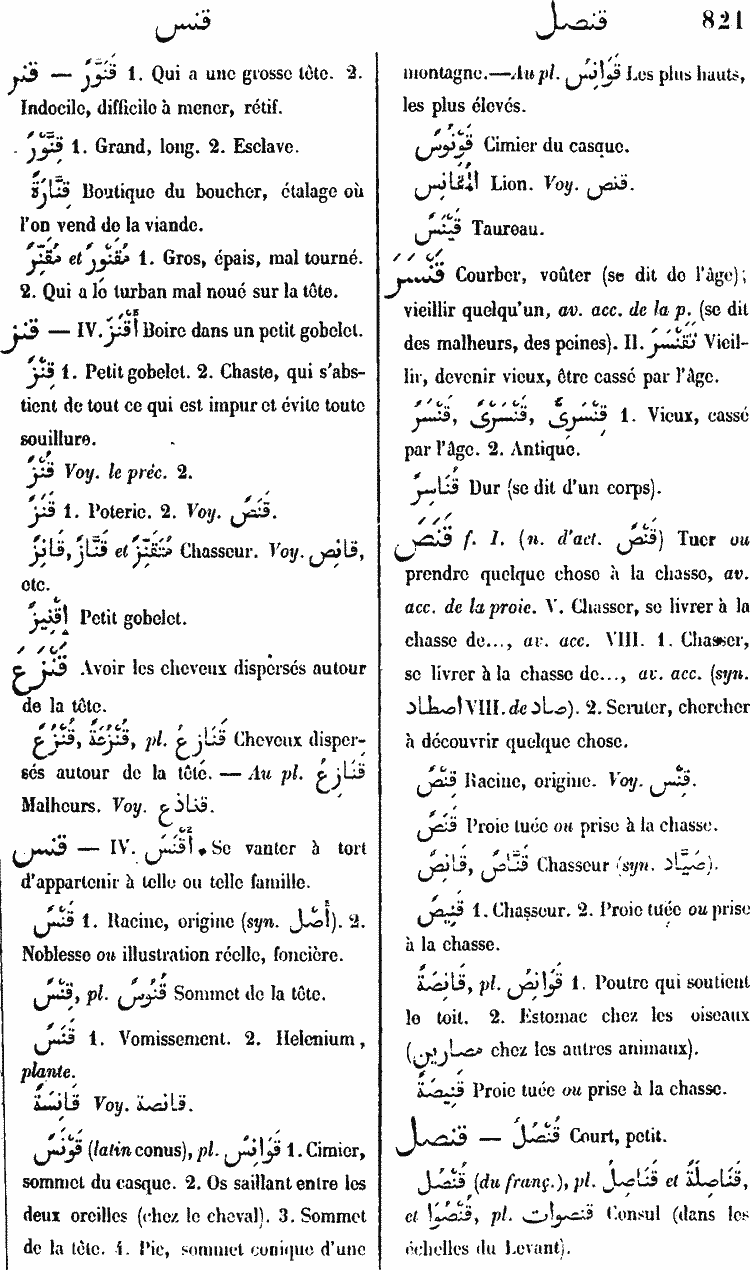 قنس
قنصل
821
قنر — قَنَوَّرٌ 1. Qui a une grosse tête. 2.
Indocile, difficile à mener, rétif.
قِنَّوْرٌ 1. Grand, long. 2. Esclave.
قِنَّارَةٌ Boutique du boucher, étalage où
l'on vend de la viande.
مُقَنْوَرٌ et مُقَنِّرٌ 1. Gros, épais, mal tourné.
2. Qui a le turban mal noué sur la tête.
قنز — IV. أَقْنَزَ Boire dans un petit gobelet.
قِنْزٌ 1. Petit gobelet. 2. Chaste, qui s'abs-
tient de tout ce qui est impur et évite toute
souillure.
قُنْزٌ Voy. le préc. 2.
قَنَزٌ 1. Poterie. 2. Voy. قَنَصٌ.
قَانِزٌ, قَنَّازٌ et مُتَقَنِّزٌ Chasseur. Voy. قانص,
etc.
إِقْنِيزٌ Petit gobelet.
قَنْزَعَ Avoir les cheveux dispersés autour
de la tête.
قُنْزُعٌ, قُنْزُعَةٌ, pl. قَنَازِعُ Cheveux disper-
sés autour de la tête. — Au pl. قَنَازِعُ
Malheurs. Voy. قناذع.
قنس — IV. أَقْنَسَ Se vanter à tort
d'appartenir à telle ou telle famille.
قَنْسٌ 1. Racine, origine (syn. أَصْل). 2.
Noblesse ou illustration réelle, foncière.
قِنْسٌ, pl. قُنُوسٌ Sommet de la tête.
قَنَسٌ 1. Vomissement. 2. Helenium,
plante.
قَانِسَةٌ Voy. قانصة.
قَوْنَسٌ (latin conus), pl. قَوَانِسُ 1. Cimier,
sommet du casque. 2. Os saillant entre les
deux oreilles (chez le cheval). 3. Sommet
de la tête. 4. Pic, sommet conique d'une
montagne.—Au pl. قَوَانِسُ Les plus hauts,
les plus élevés.
قَوْنُوسٌ Cimier du casque.
المُقَانِس Lion. Voy. قنص.
قَيْنَسٌ Taureau.
قَنْسَرَ Courber, voûter (se dit de l'âge);
vieillir quelqu'un, av. acc. de la p. (se dit
des malheurs, des peines). II. تَقَنْسَرَ Vieil-
lir, devenir vieux, être cassé par l'âge.
قَنْسَرٌ, قَنْسَرِىٌّ, قِنَّسْرِىٌّ 1. Vieux, cassé
par l'âge. 2. Antique.
قُنَاسِرٌ Dur (se dit d'un corps).
قَنَصَ f. I. (n. d'act. قَنْصٌ) Tuer ou
prendre quelque chose à la chasse, av.
acc. de la proie. V. Chasser, se livrer à la
chasse de..., av. acc. VIII. 1. Chasser,
se livrer à la chasse de..., av. acc. (syn.
اصطاد VIII. de صاد). 2. Scruter, chercher
à découvrir quelque chose.
قِنْصٌ Racine, origine. Voy. قِنْس.
قَنَصٌ Proie tuée ou prise à la chasse.
قَانِصٌ, قَنَّاصٌ Chasseur (syn. صَيَّاد).
قَنِيصٌ 1. Chasseur. 2. Proie tuée ou prise
à la chasse.
قَانِصَةٌ, pl. قَوَانِصُ 1. Poutre qui soutient
le toit. 2. Estomac chez les oiseaux
(مصارين chez les autres animaux).
قَنِيصَةٌ Proie tuée ou prise à la chasse.
قنصل — قُنْصُلٌ Court, petit.
قُنْصُلٌ (du franç.), pl. قَنَاصِلُ et قَنَاصِلَةٌ,
et قُنْصُوا, pl. قنصوات Consul (dans les
échelles du Levant).